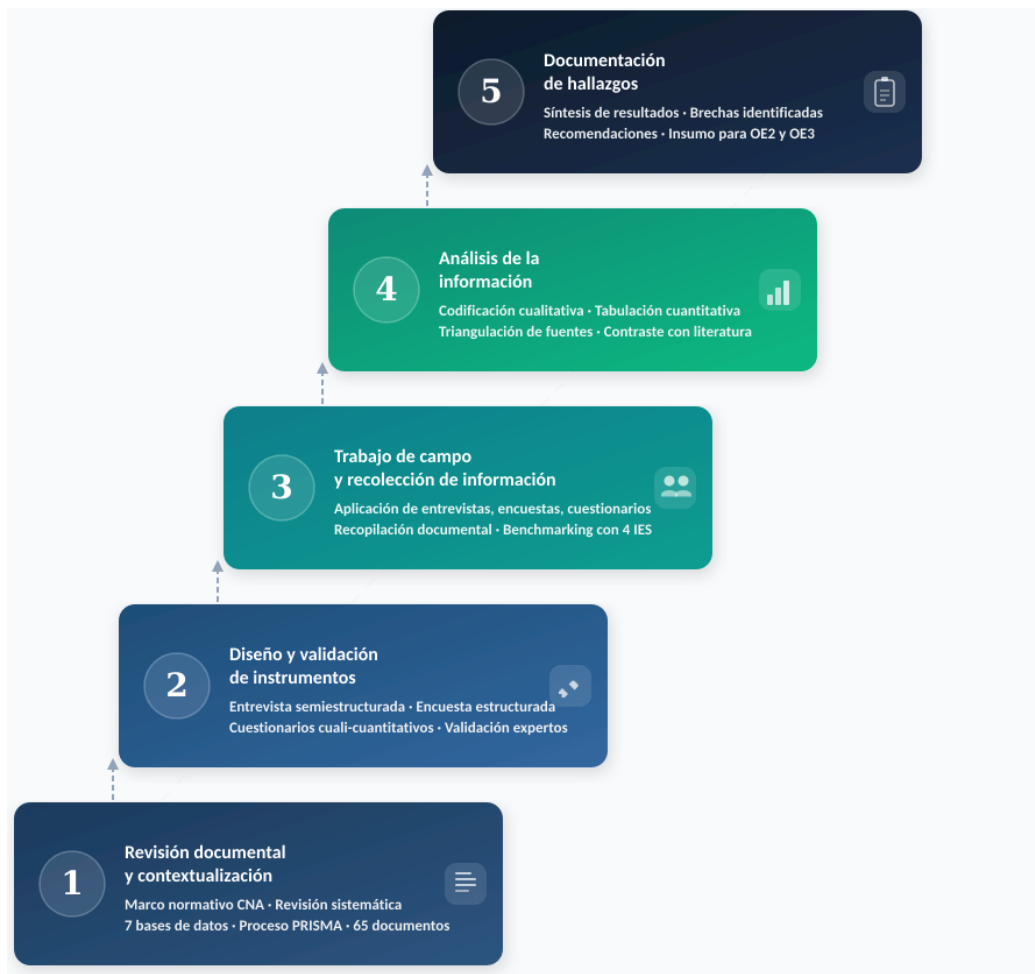 5
Documentación
de hallazgos
Síntesis de resultados · Brechas identificadas
Recomendaciones · Insumo para OE2 y OE3
4
Análisis de la
información
Codificación cualitativa · Tabulación cuantitativa
Triangulación de fuentes · Contraste con literatura
3
Trabajo de campo
y recolección de información
Aplicación de entrevistas, encuestas, cuestionarios
Recopilación documental · Benchmarking con 4 IES
2
Diseño y validación
de instrumentos
Entrevista semiestructurada · Encuesta estructurada
Cuestionarios cuali-cuantitativos · Validación expertos
1
Revisión documental
y contextualización
Marco normativo CNA · Revisión sistemática
7 bases de datos · Proceso PRISMA · 65 documentos